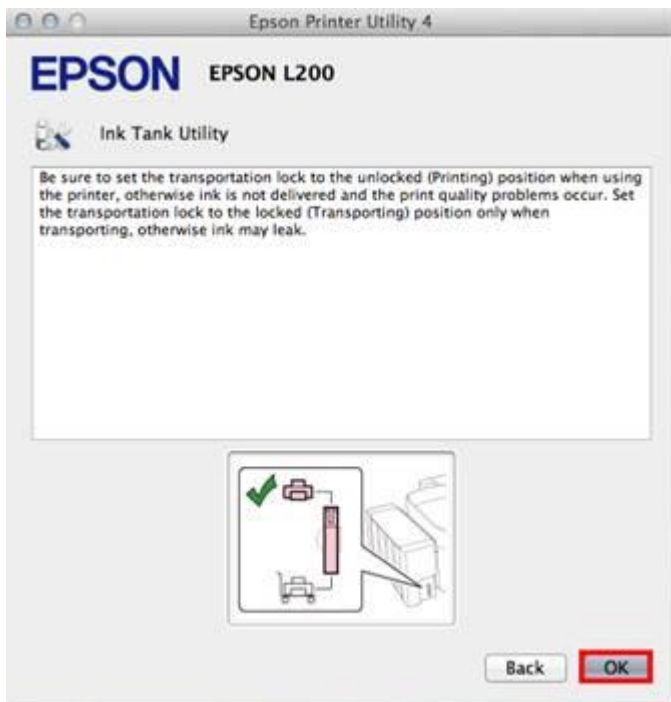 Epson Printer Utility 4
EPSON EPSON L200
Ink Tank Utility
Be sure to set the transportation lock to the unlocked (Printing) position when using
the printer, otherwise ink is not delivered and the print quality problems occur. Set
the transportation lock to the locked (Transporting) position only when
transporting, otherwise ink may leak.
Back OK